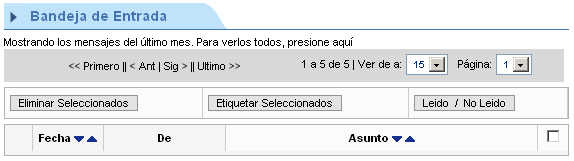 Bandeja de Entrada
Mostrando los mensajes del último mes. Para verlos todos, presione aquí
<< Primero || < Ant | Sig > || Ultimo >> 1 a 5 de 5 | Ver de a: 15 Página: 1
Eliminar Seleccionados Etiquetar Seleccionados Leido / No Leido
Fecha De Asunto